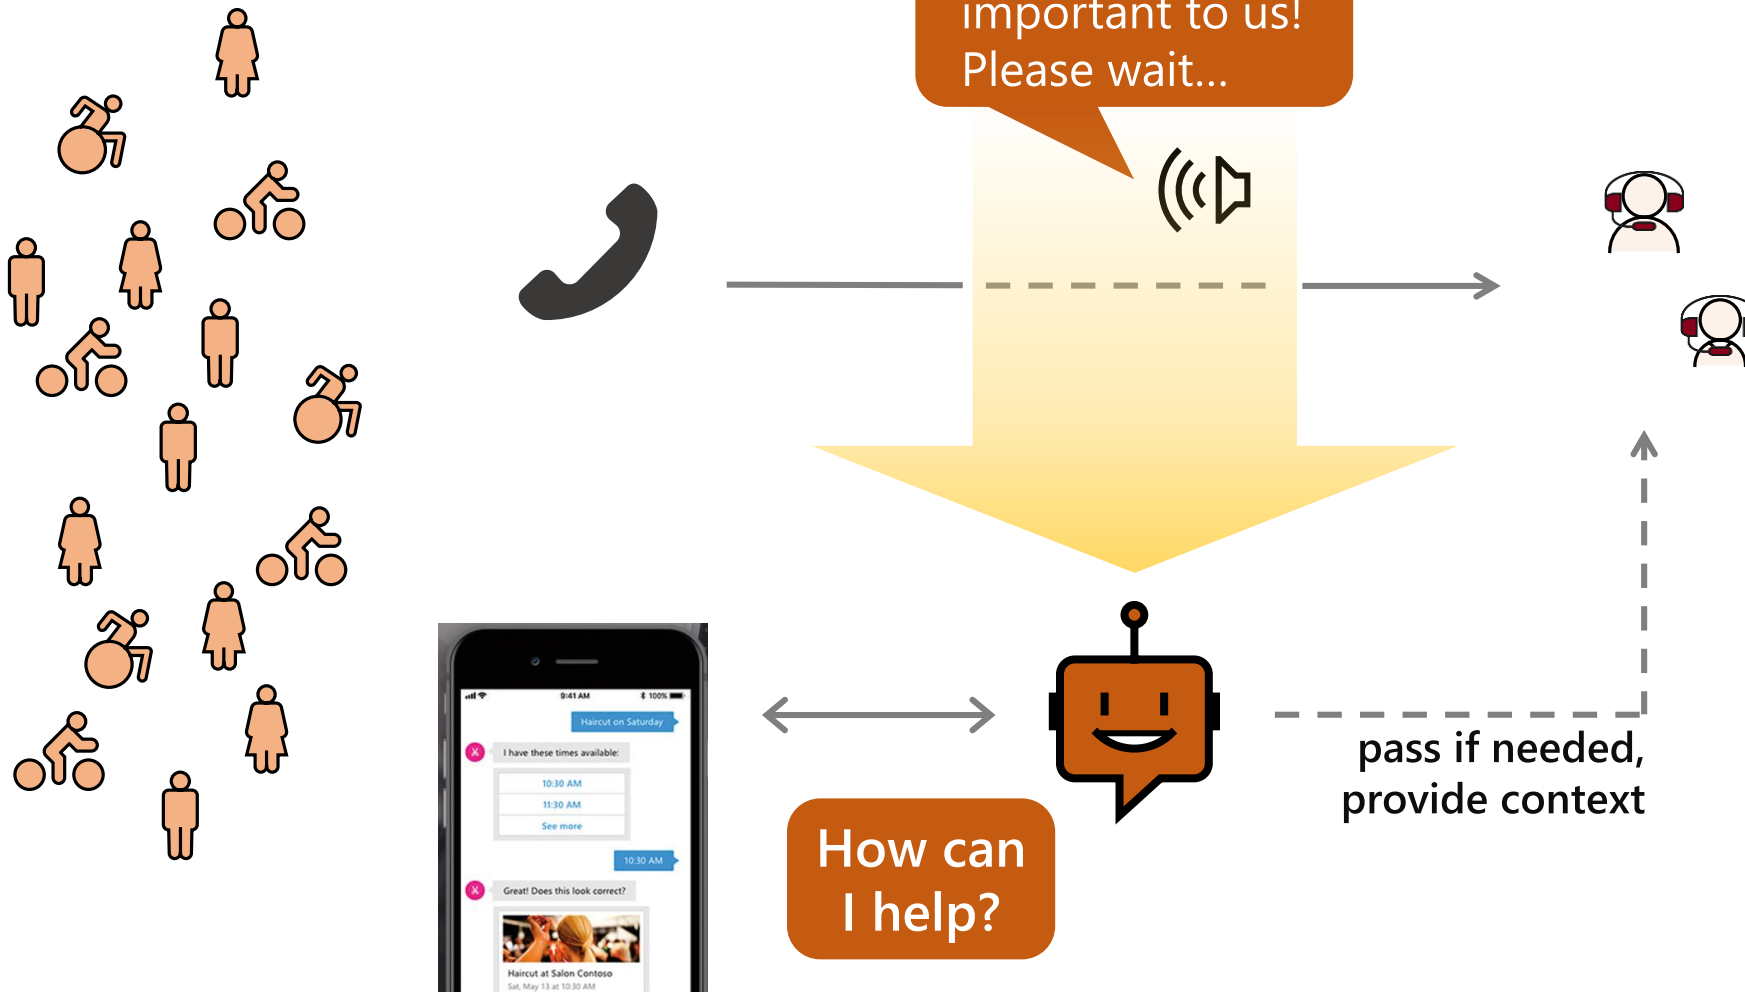 important to us!
Please wait...
9:41 AM
100%
Haircut on Saturday
I have these times available:
10:30 AM
11:30 AM
See more
10:30 AM
Great! Does this look correct?
Haircut at Salon Contoso
Sat, May 13 at 10:30 AM
How can
I help?
pass if needed,
provide context